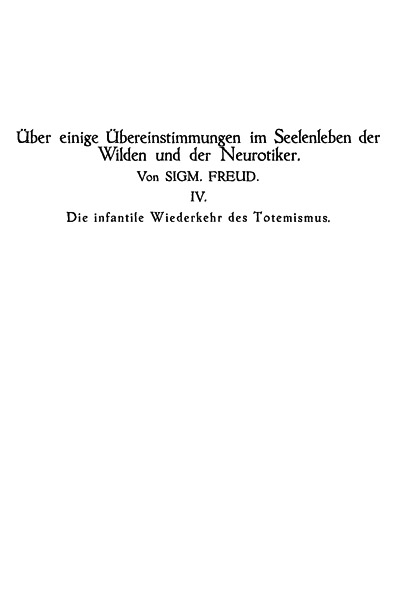 Über einige Übereinstimmungen im Seelenleben der
Wilden und der Neurotiker.
Von SIGM. FREUD.
IV.
Die infantile Wiederkehr des Totemismus.